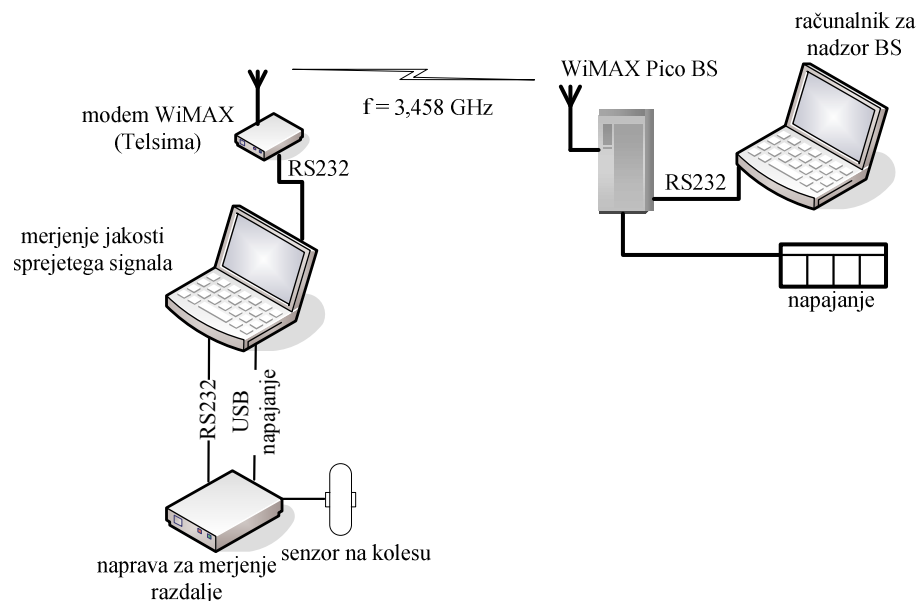 računalnik za
nadzor BS
WiMAX Pico BS
modem WiMAX
(Telsima)
f = 3,458 GHz
RS232
RS232
merjenje jakosti
sprejetega signala
napajanje
RS232
USB
napajanje
senzor na kolesu
naprava za merjenje
razdalje